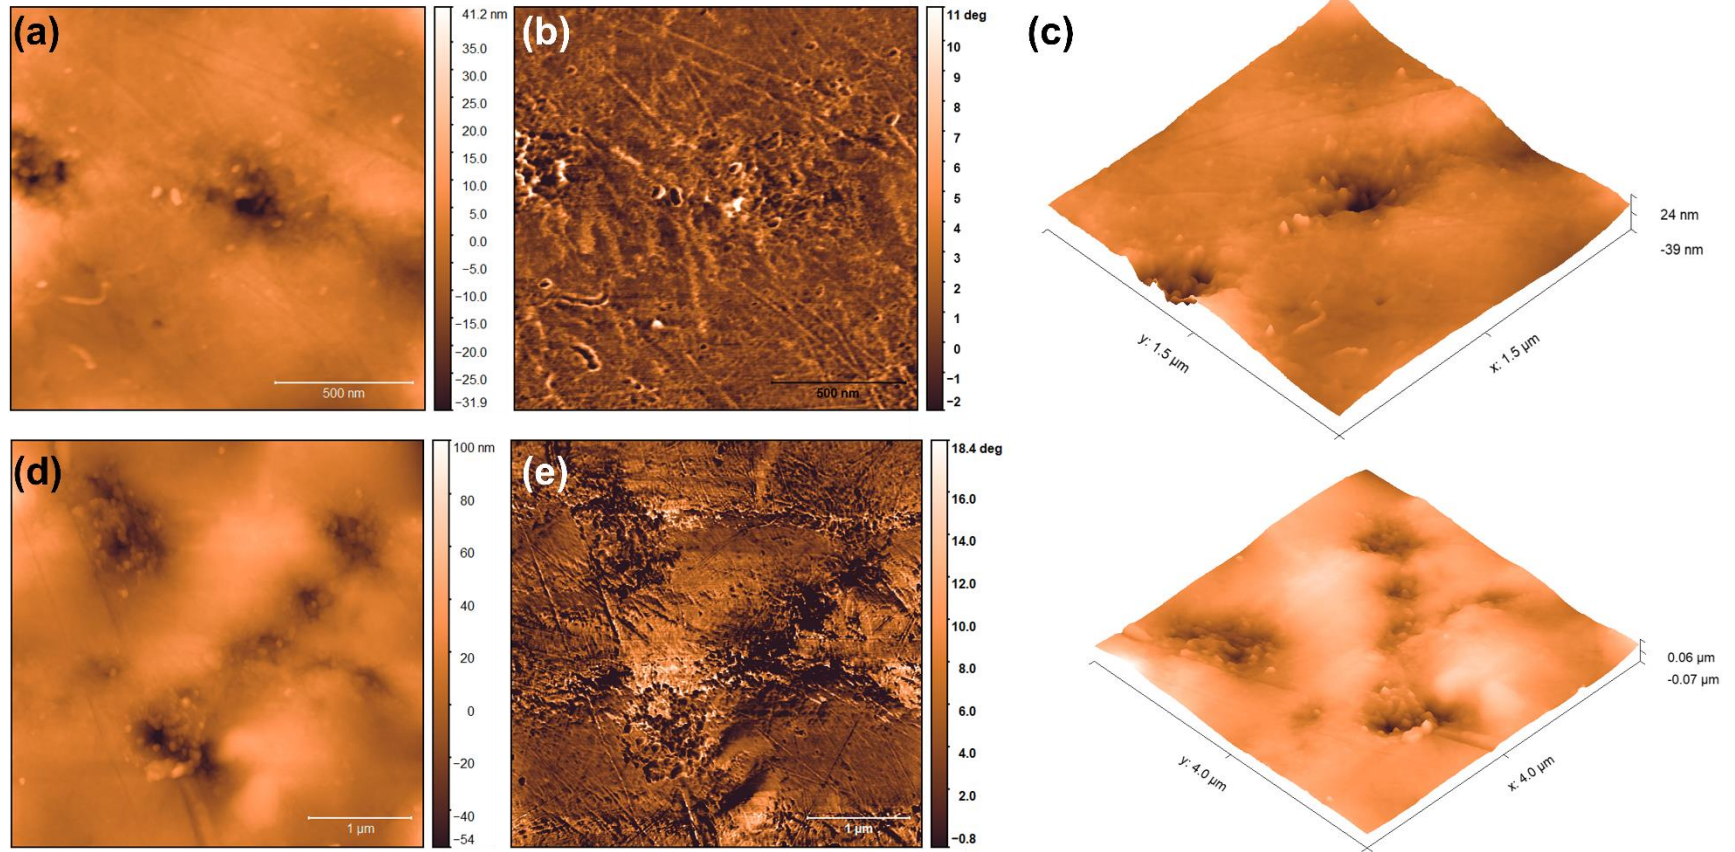 (a)
41.2 nm
35.0
30.0
25.0
20.0
15.0
10.0
5.0
0.0
−5.0
−10.0
−15.0
−20.0
−25.0
−31.9
500 nm
(b)
11 deg
10
9
8
7
6
5
4
3
2
1
0
−1
−2
500 nm
(c)
24 nm
-39 nm
y: 1.5 µm
x: 1.5 µm
(d)
100 nm
80
60
40
20
0
−20
−40
−54
1 µm
(e)
18.4 deg
16.0
14.0
12.0
10.0
8.0
6.0
4.0
2.0
−0.8
1 µm
0.06 µm
-0.07 µm
y: 4.0 µm
x: 4.0 µm